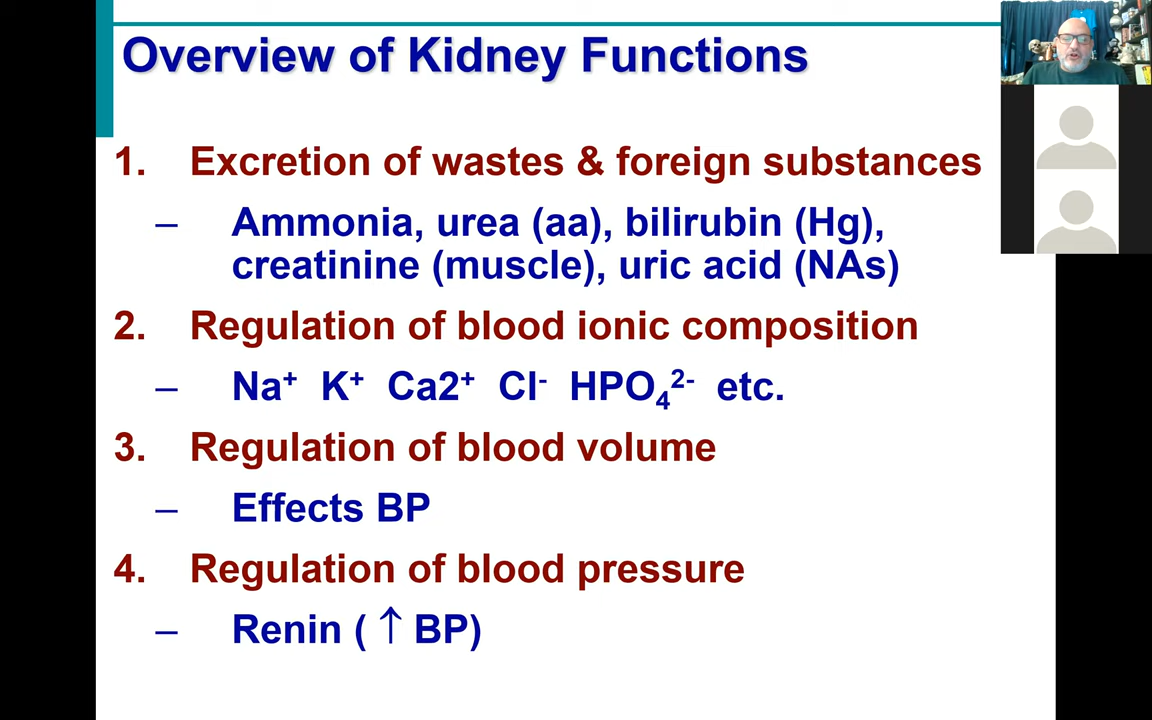 Overview of Kidney Functions
1. Excretion of wastes & foreign substances
– Ammonia, urea (aa), bilirubin (Hg),
creatinine (muscle), uric acid (NAs)
2. Regulation of blood ionic composition
– Na⁺ K⁺ Ca2⁺ Cl⁻ HPO₄²⁻ etc.
3. Regulation of blood volume
– Effects BP
4. Regulation of blood pressure
– Renin ( ↑ BP)